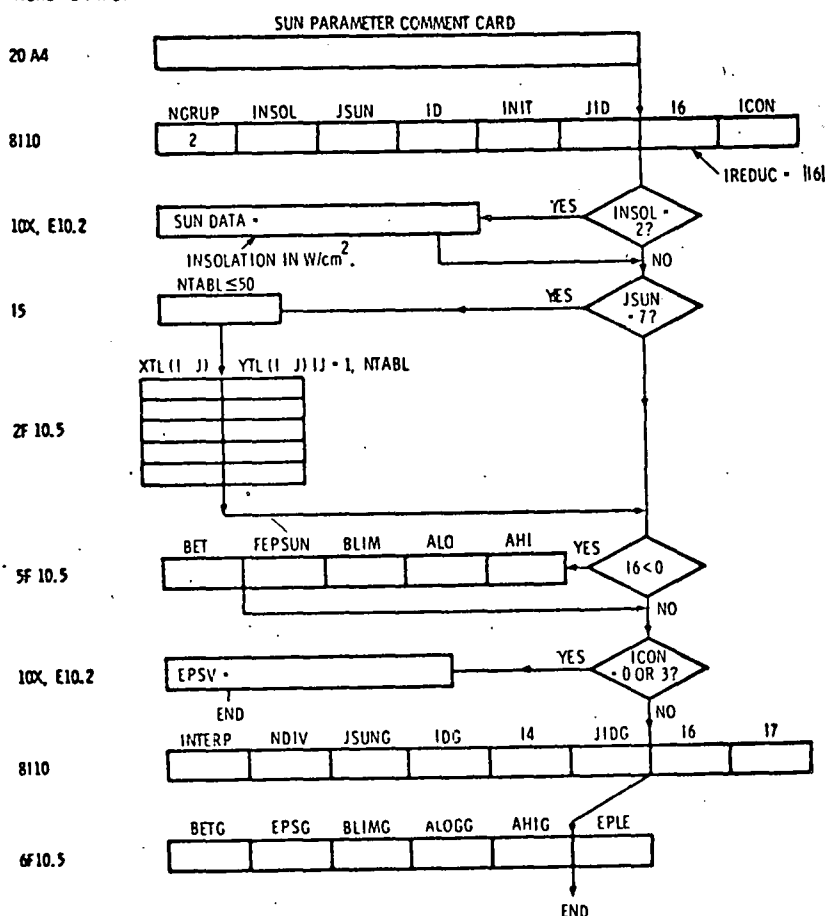 SUN PARAMETER COMMENT CARD
20 A4
NGRUP INSOL JSUN ID INIT JID I6 ICON
8I10
2
IREDUC = |I6|
10X, E10.2
SUN DATA =
YES
INSOL =
2?
INSOLATION IN W/cm2.
NO
NTABL ≤50
I5
YES
JSUN
= 7?
XTL (I J) YTL (I J) IJ = 1, NTABL
2F 10.5
BET FEPSUN BLIM ALO AHI
YES
5F 10.5
I6<0
NO
10X, E10.2
EPSV =
YES
ICON
= 0 OR 3?
END
NO
INTERP NDIV JSUNG IDG I4 JIDG I6 I7
8I10
BETG EPSG BLIMG ALOGG AHIG EPLE
6F10.5
END